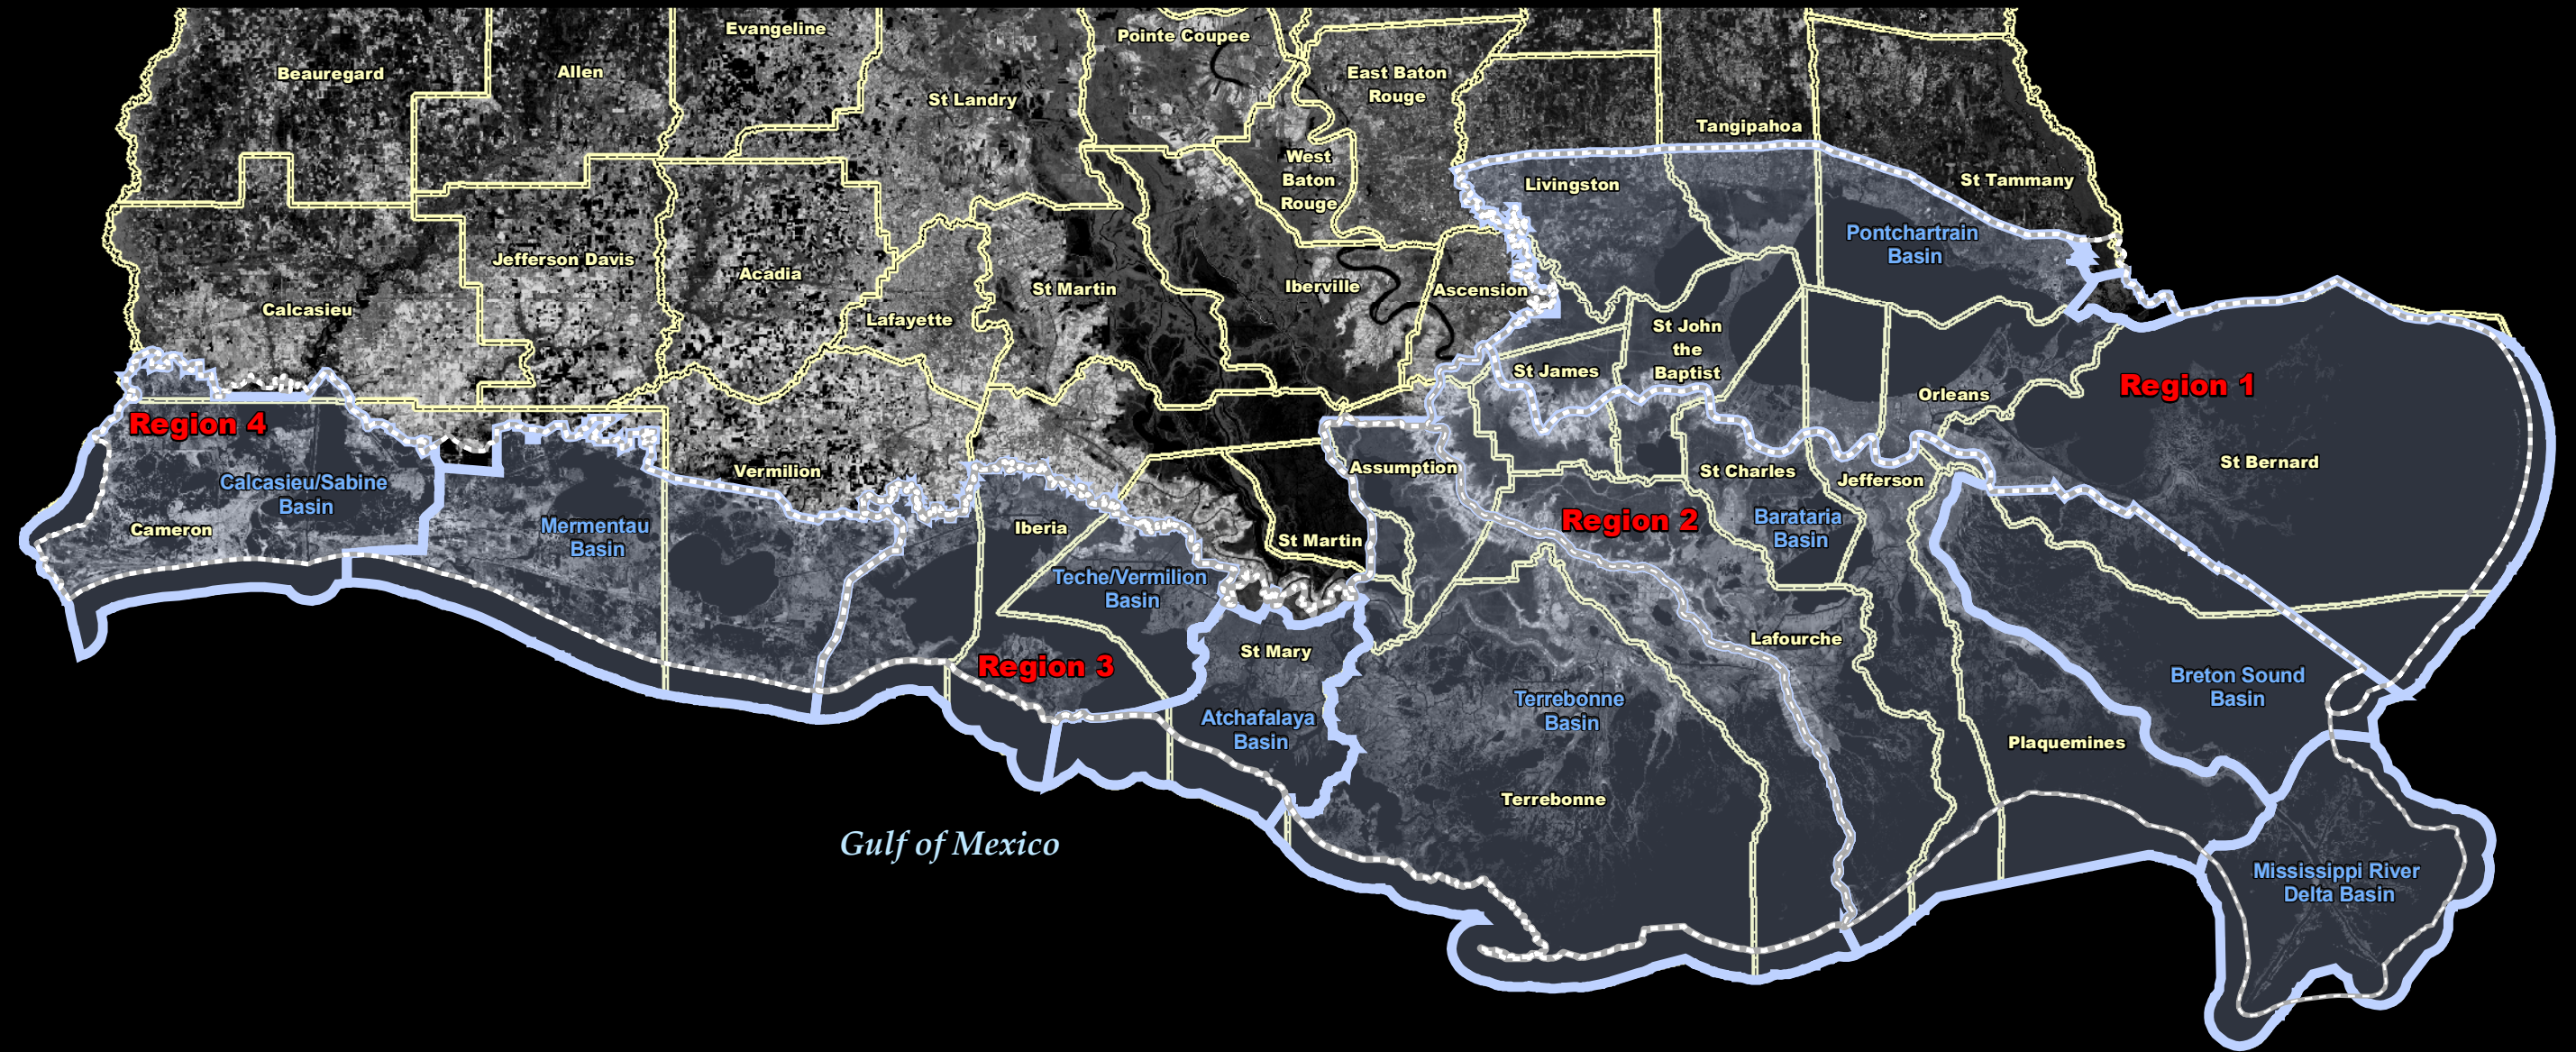 Evangeline
Pointe Coupee
Beauregard
Allen
East Baton
Rouge
St Landry
Tangipahoa
West
Baton
Rouge
Livingston
St Tammany
Pontchartrain
Basin
Jefferson Davis
Acadia
St Martin
Iberville
Ascension
Calcasieu
Lafayette
St John
the
Baptist
St James
Region 1
Orleans
Region 4
St Bernard
Vermilion
Assumption
St Charles
Jefferson
Calcasieu/Sabine
Basin
Cameron
Mermentau
Basin
Iberia
Region 2
Barataria
Basin
St Martin
Teche/Vermilion
Basin
Lafourche
St Mary
Region 3
Breton Sound
Basin
Terrebonne
Basin
Atchafalaya
Basin
Plaquemines
Terrebonne
Gulf of Mexico
Mississippi River
Delta Basin